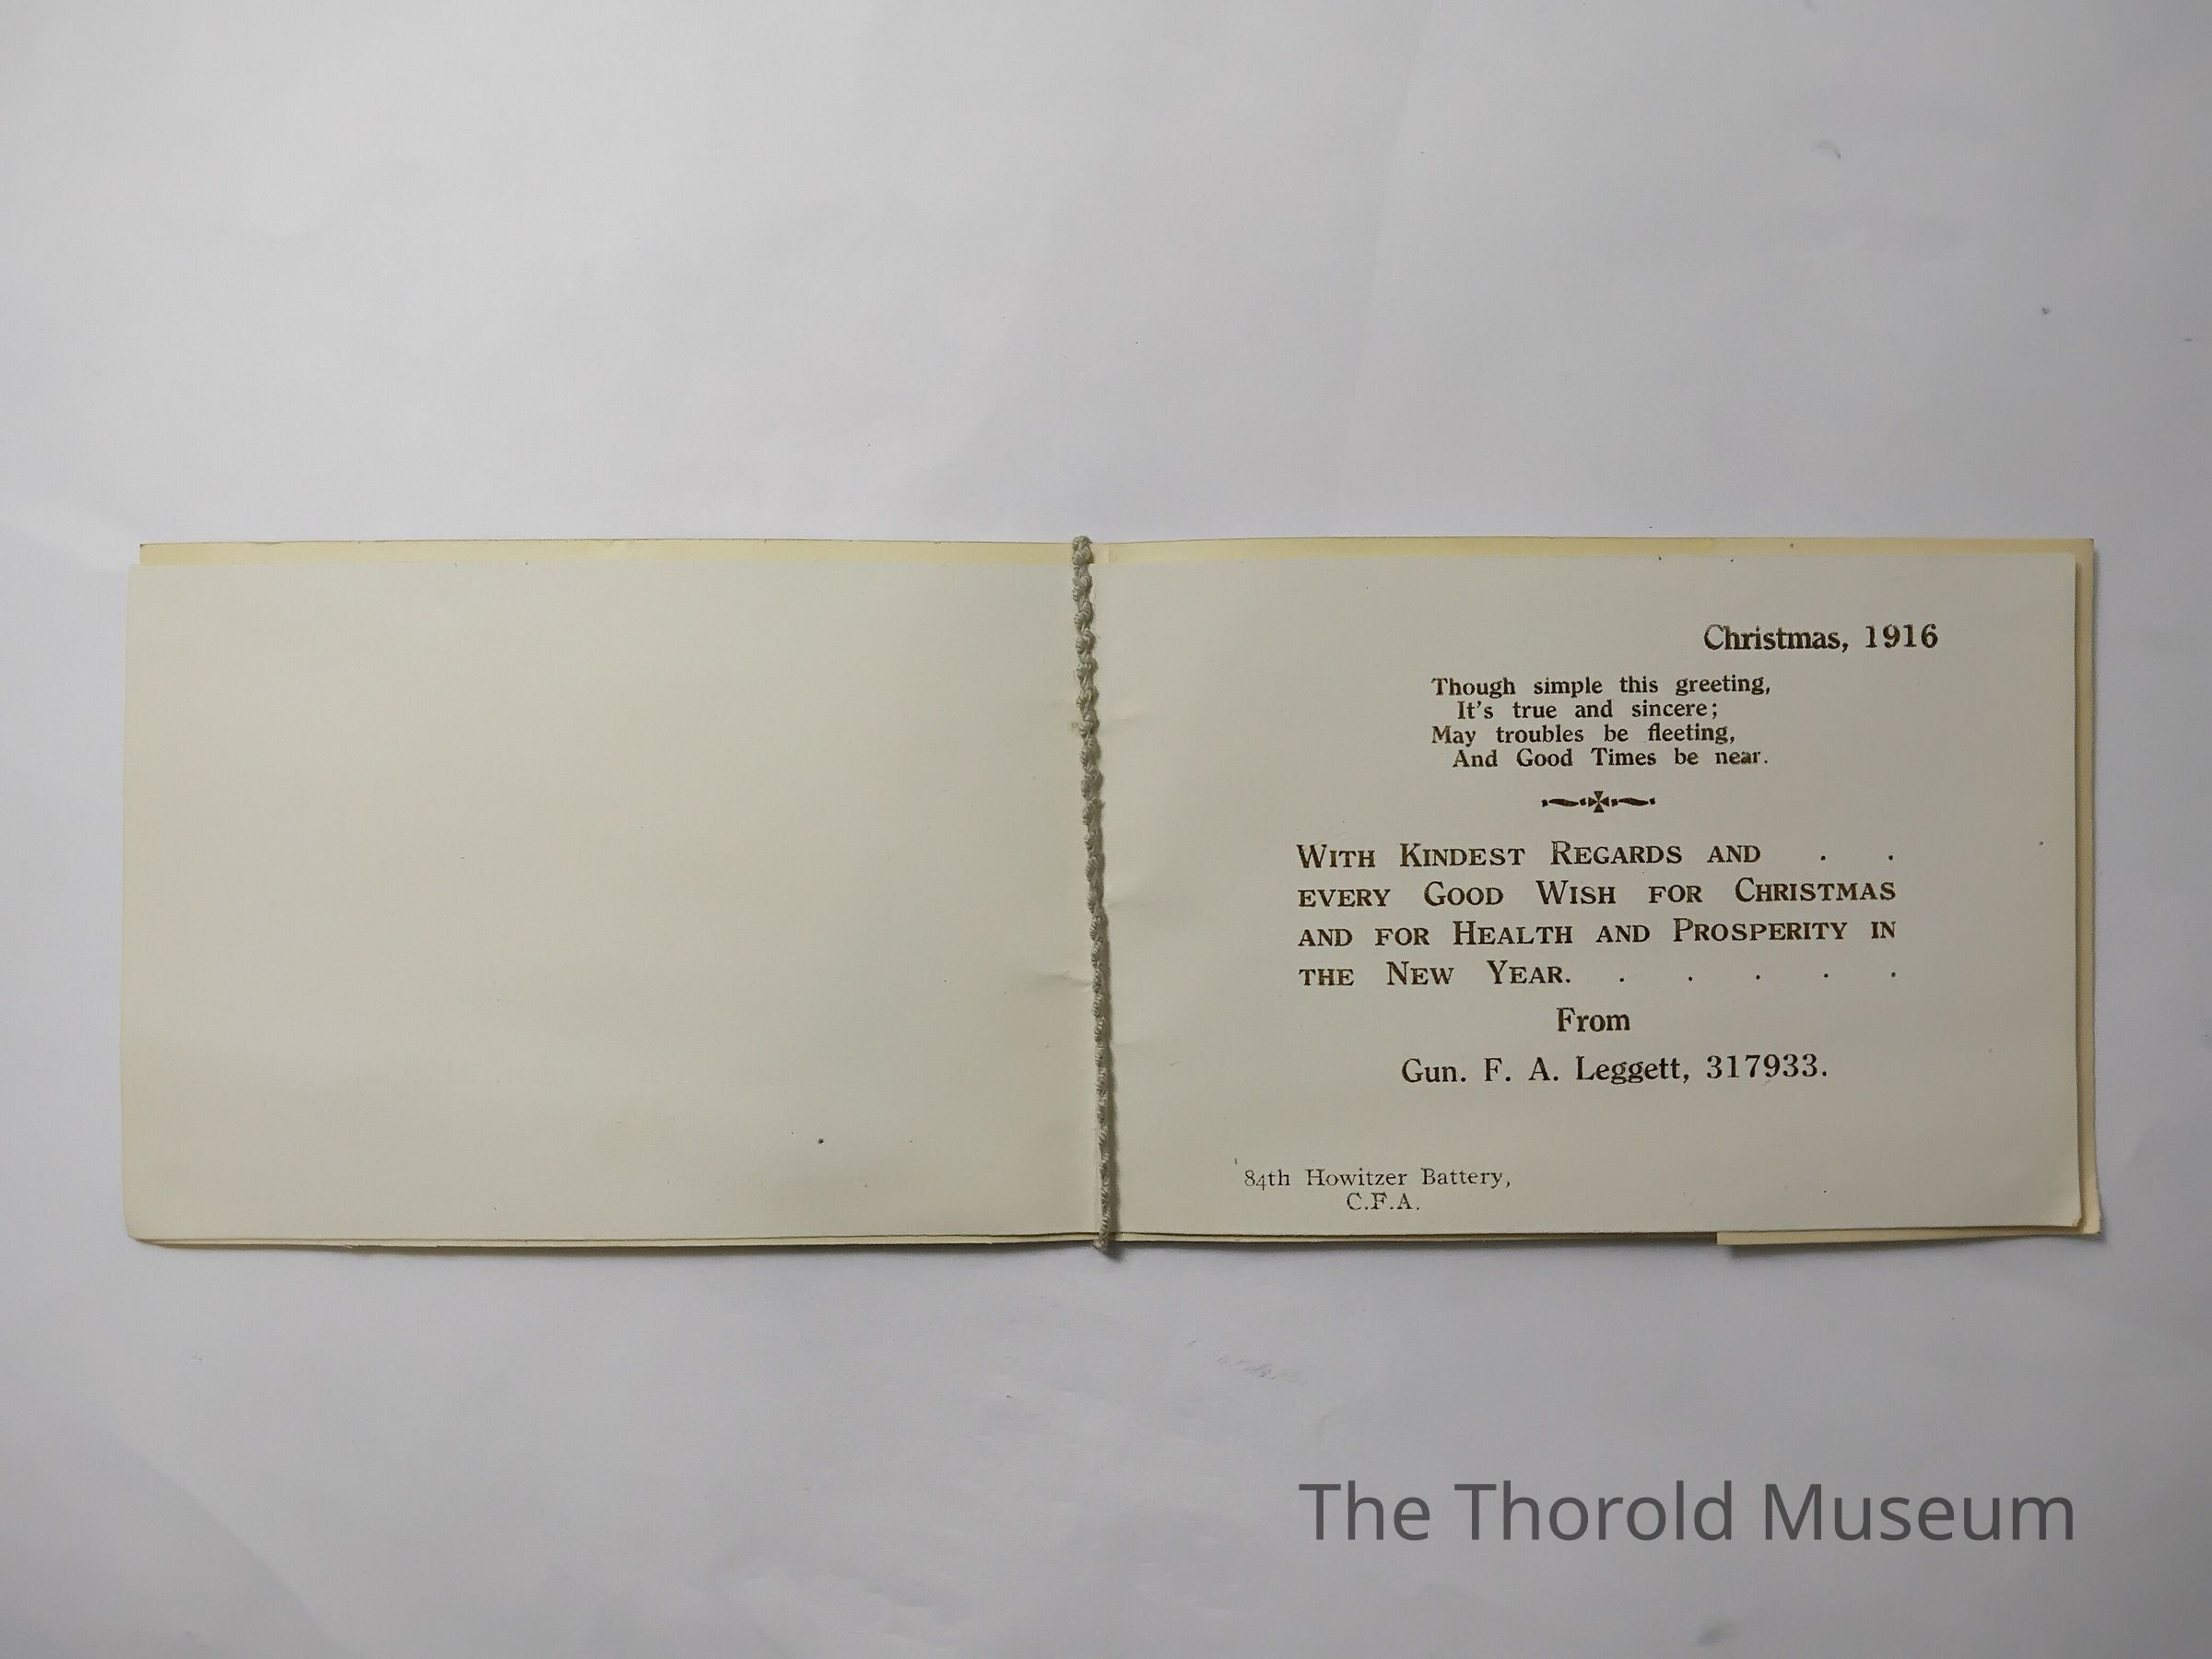 Christmas, 1916
Though simple this greeting,
It's true and sincere;
May troubles be fleeting,
And Good Times be near.
With Kindest Regards and . .
every Good Wish for Christmas
and for Health and Prosperity in
the New Year. . . . . .
From
Gun. F. A. Leggett, 317933.
84th Howitzer Battery,
C.F.A.
The Thorold Museum